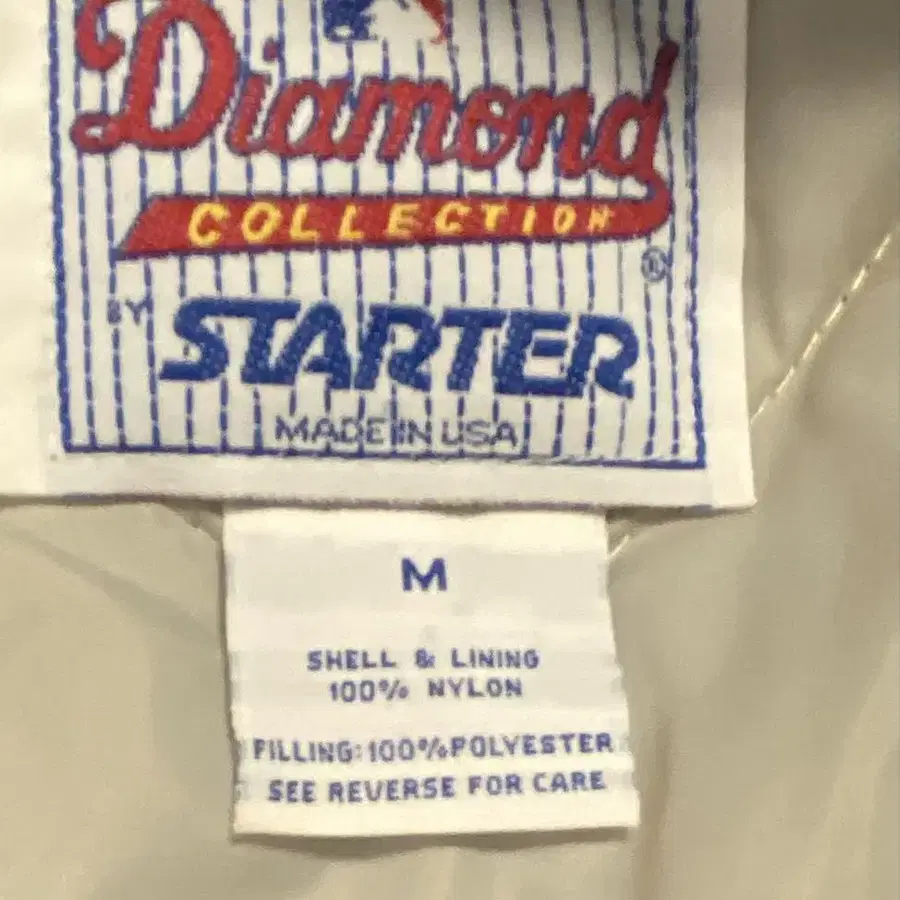 Diamond
COLLECTION
®
BY STARTER
MADE IN USA
M
SHELL & LINING
100% NYLON
FILLING: 100% POLYESTER
SEE REVERSE FOR CARE